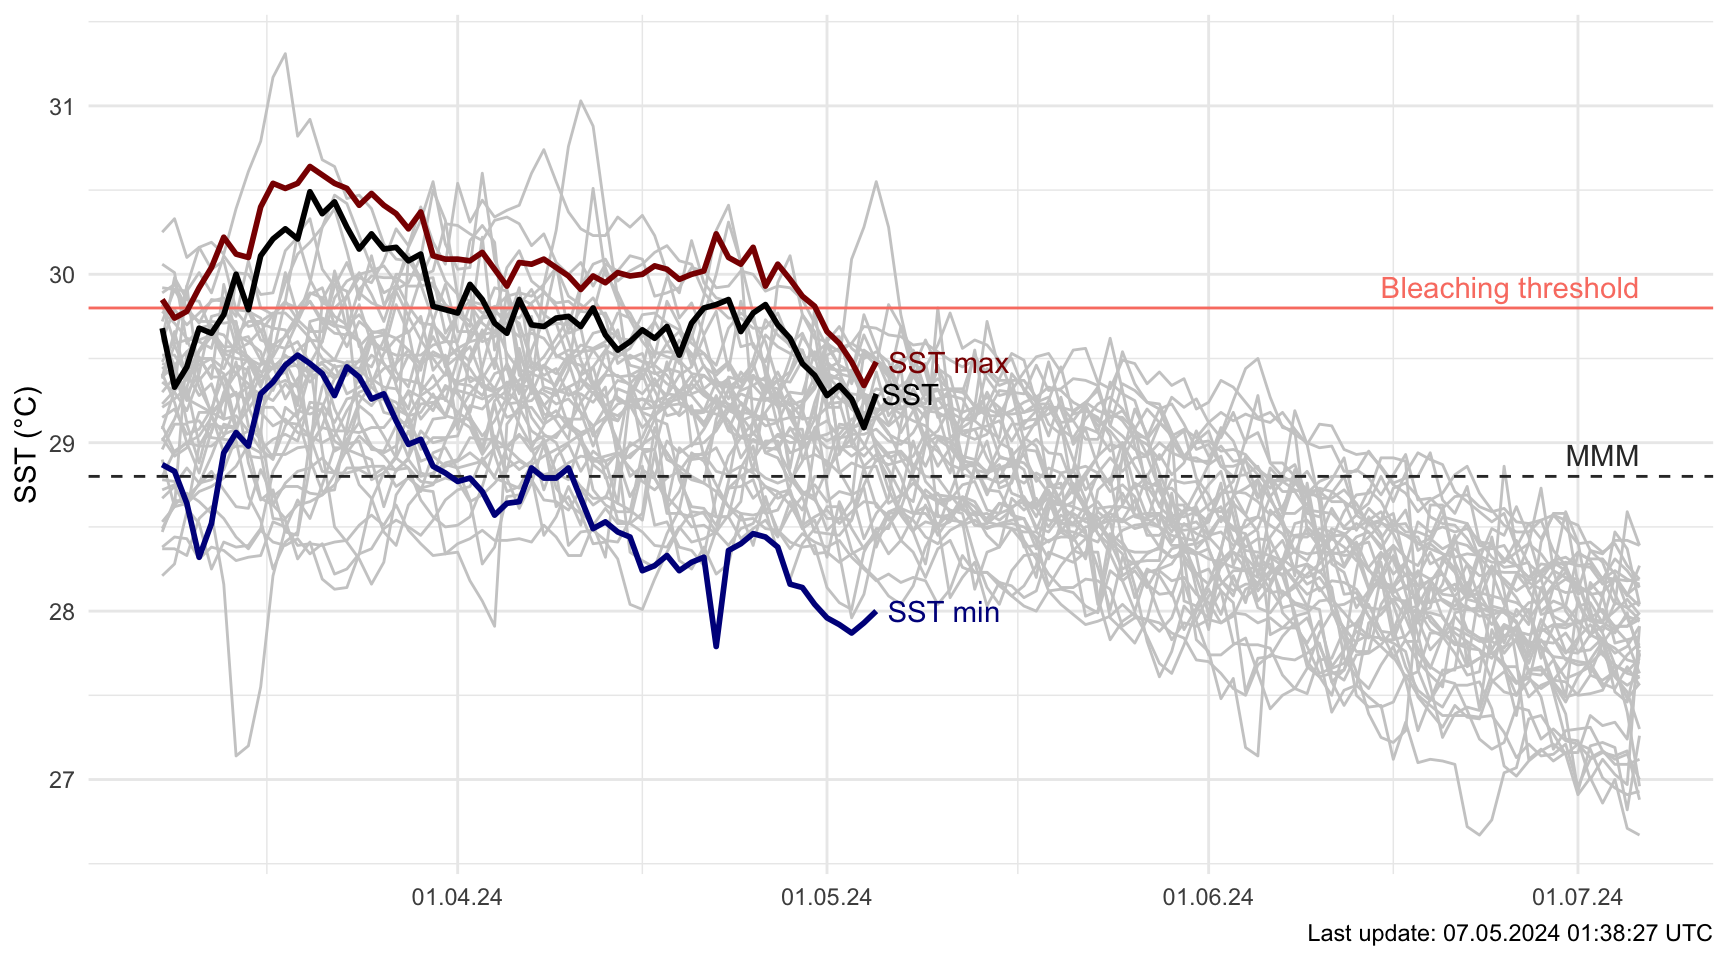 31
30
29
28
27
SST (°C)
Bleaching threshold
SST max
SST
MMM
SST min
01.04.24
01.05.24
01.06.24
01.07.24
Last update: 07.05.2024 01:38:27 UTC